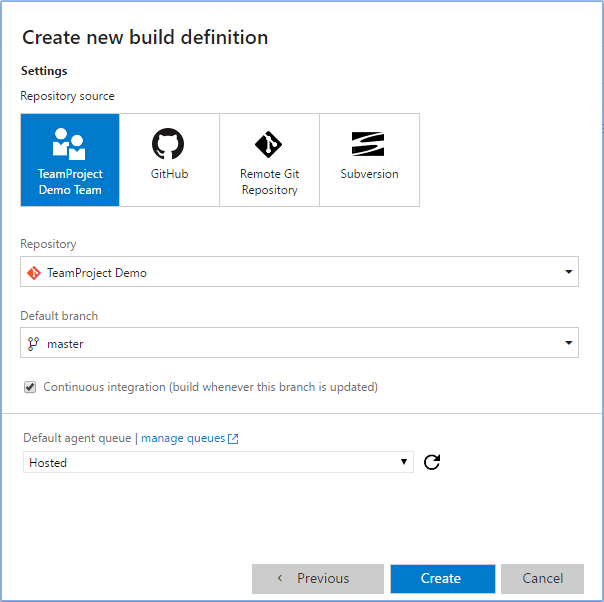 Create new build definition
Settings
Repository source
TeamProject
Demo Team
GitHub
Remote Git
Repository
Subversion
Repository
TeamProject Demo
Default branch
master
Continuous integration (build whenever this branch is updated)
Default agent queue | manage queues
Hosted
Previous
Create
Cancel